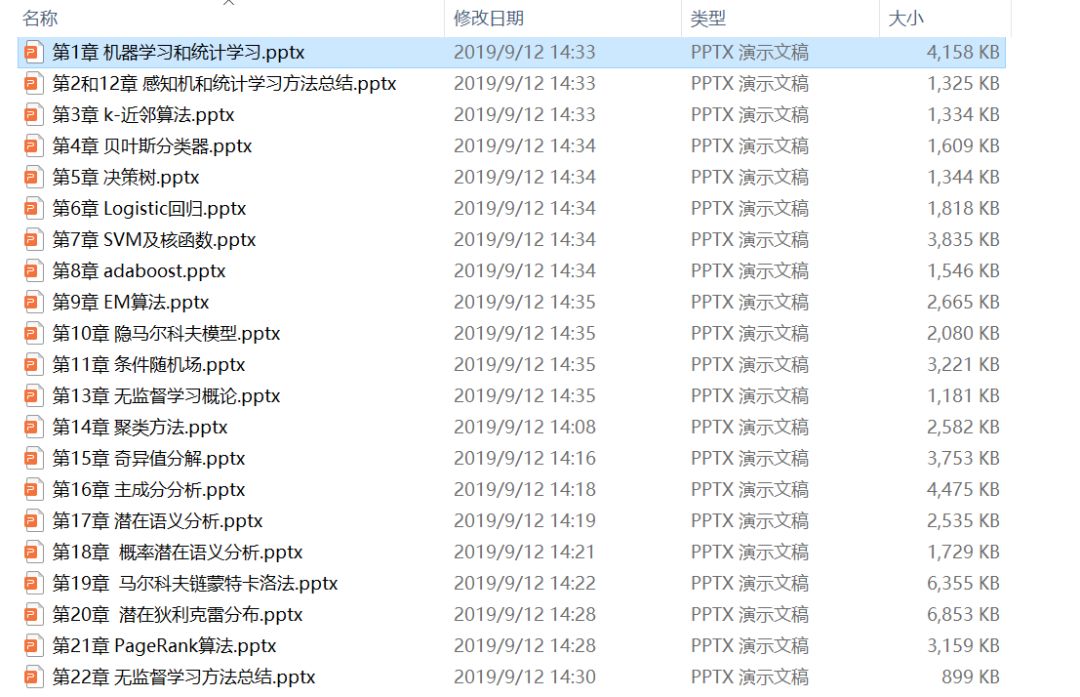 名称 修改日期 类型 大小
第1章 机器学习和统计学习.pptx 2019/9/12 14:33 PPTX 演示文稿 4,158 KB
第2和12章 感知机和统计学习方法总结.pptx 2019/9/12 14:33 PPTX 演示文稿 1,325 KB
第3章 k-近邻算法.pptx 2019/9/12 14:33 PPTX 演示文稿 1,334 KB
第4章 贝叶斯分类器.pptx 2019/9/12 14:34 PPTX 演示文稿 1,609 KB
第5章 决策树.pptx 2019/9/12 14:34 PPTX 演示文稿 1,344 KB
第6章 Logistic回归.pptx 2019/9/12 14:34 PPTX 演示文稿 1,818 KB
第7章 SVM及核函数.pptx 2019/9/12 14:34 PPTX 演示文稿 3,835 KB
第8章 adaboost.pptx 2019/9/12 14:34 PPTX 演示文稿 1,546 KB
第9章 EM算法.pptx 2019/9/12 14:35 PPTX 演示文稿 2,665 KB
第10章 隐马尔科夫模型.pptx 2019/9/12 14:35 PPTX 演示文稿 2,080 KB
第11章 条件随机场.pptx 2019/9/12 14:35 PPTX 演示文稿 3,221 KB
第13章 无监督学习概论.pptx 2019/9/12 14:35 PPTX 演示文稿 1,181 KB
第14章 聚类方法.pptx 2019/9/12 14:08 PPTX 演示文稿 2,582 KB
第15章 奇异值分解.pptx 2019/9/12 14:16 PPTX 演示文稿 3,753 KB
第16章 主成分分析.pptx 2019/9/12 14:18 PPTX 演示文稿 4,475 KB
第17章 潜在语义分析.pptx 2019/9/12 14:19 PPTX 演示文稿 2,535 KB
第18章 概率潜在语义分析.pptx 2019/9/12 14:21 PPTX 演示文稿 1,729 KB
第19章 马尔科夫链蒙特卡洛法.pptx 2019/9/12 14:22 PPTX 演示文稿 6,355 KB
第20章 潜在狄利克雷分布.pptx 2019/9/12 14:28 PPTX 演示文稿 6,853 KB
第21章 PageRank算法.pptx 2019/9/12 14:28 PPTX 演示文稿 3,159 KB
第22章 无监督学习方法总结.pptx 2019/9/12 14:30 PPTX 演示文稿 899 KB